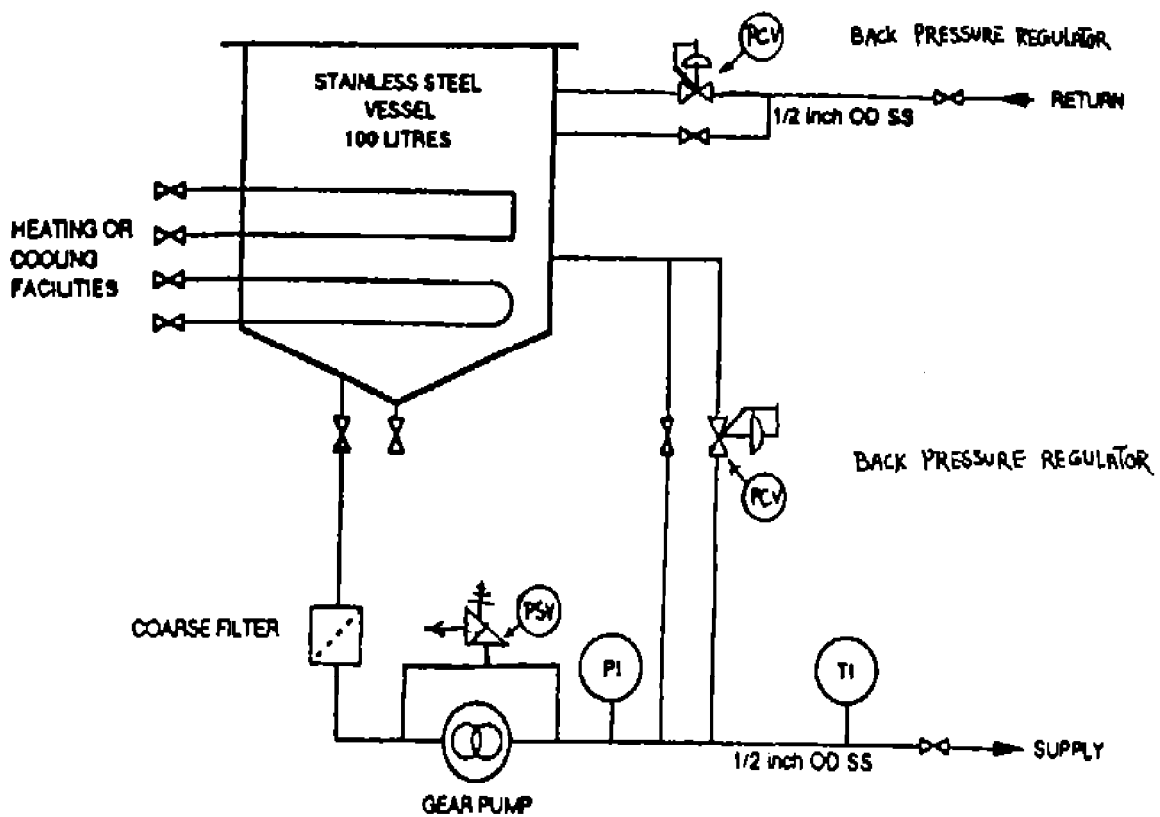 PCV
BACK PRESSURE REGULATOR
STAINLESS STEEL
VESSEL
100 LITRES
RETURN
1/2 inch OD SS
HEATING OR
COOLING
FACILITIES
BACK PRESSURE REGULATOR
PCV
PSV
COARSE FILTER
PI
TI
SUPPLY
1/2 inch OD SS
GEAR PUMP